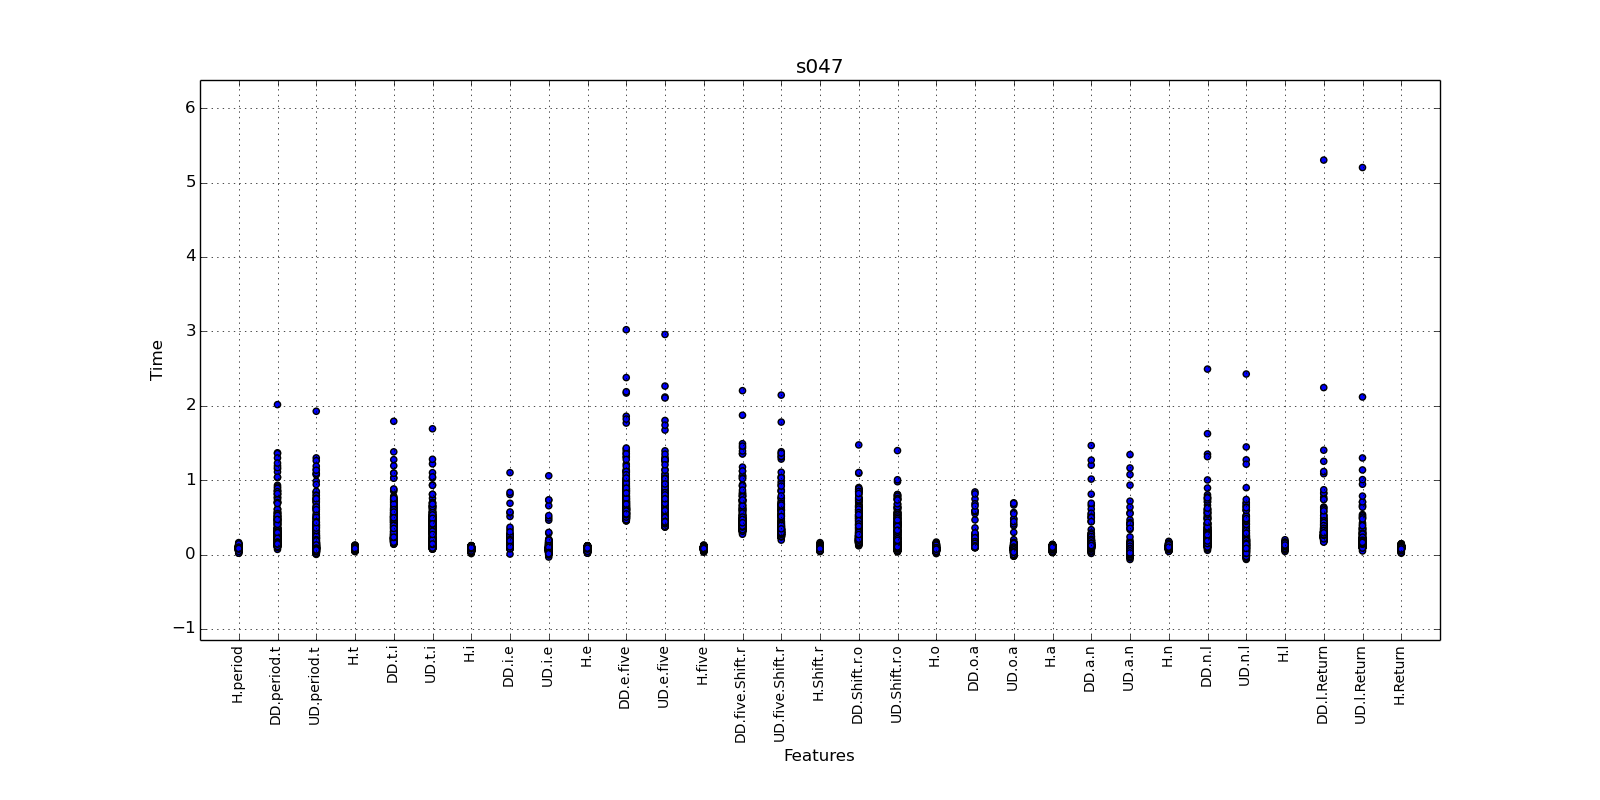 s047
6
5
4
3
2
1
0
−1
Time
H.period
DD.period.t
UD.period.t
H.t
DD.t.i
UD.t.i
H.i
DD.i.e
UD.i.e
H.e
DD.e.five
UD.e.five
H.five
DD.five.Shift.r
UD.five.Shift.r
H.Shift.r
DD.Shift.r.o
UD.Shift.r.o
H.o
DD.o.a
UD.o.a
H.a
DD.a.n
UD.a.n
H.n
DD.n.l
UD.n.l
H.l
DD.l.Return
UD.l.Return
H.Return
Features